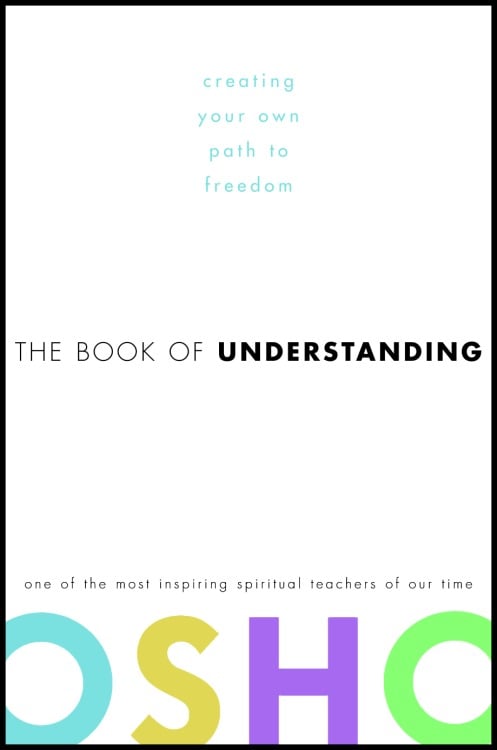 creating
your own
path to
freedom
THE BOOK OF UNDERSTANDING
one of the most inspiring spiritual teachers of our time
OSHO